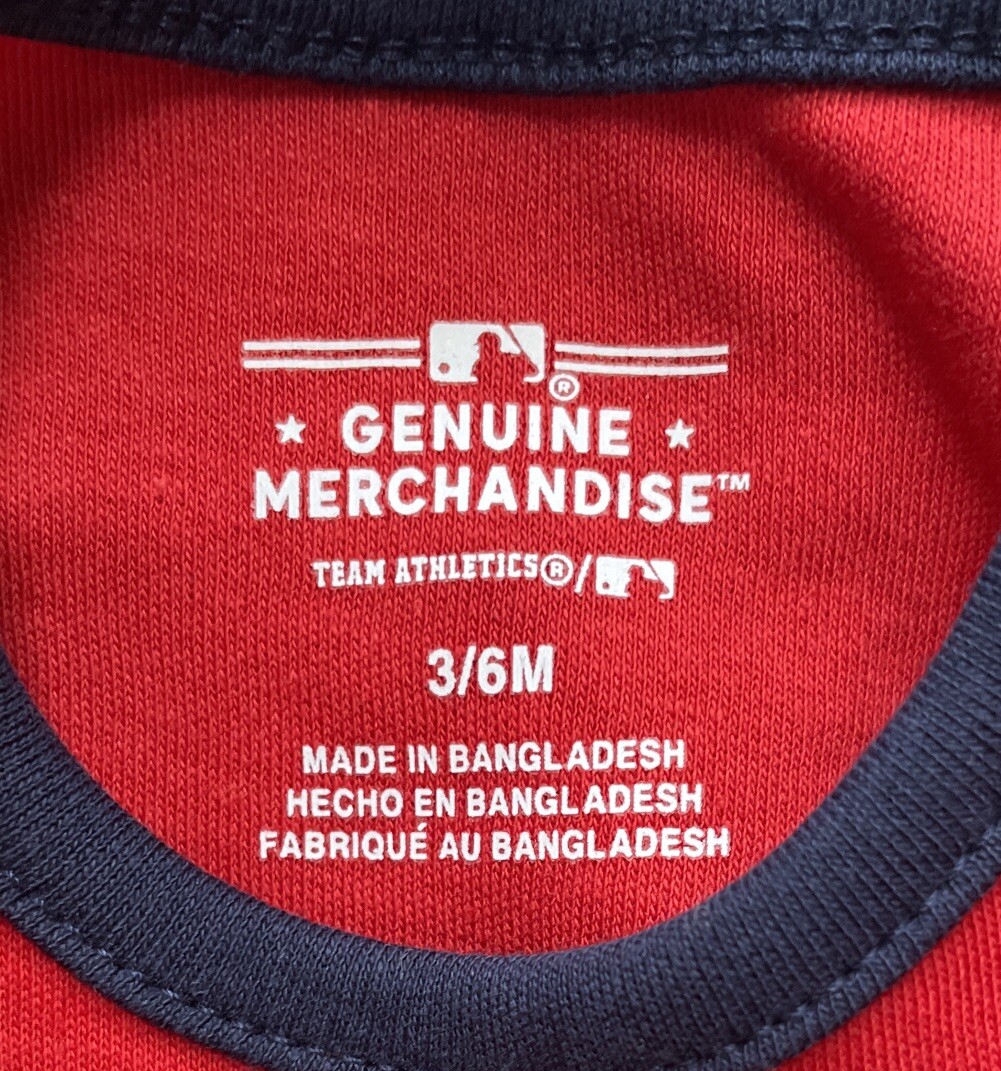 ®
GENUINE
MERCHANDISE™
TEAM ATHLETICS®/
3/6M
MADE IN BANGLADESH
HECHO EN BANGLADESH
FABRIQUÉ AU BANGLADESH